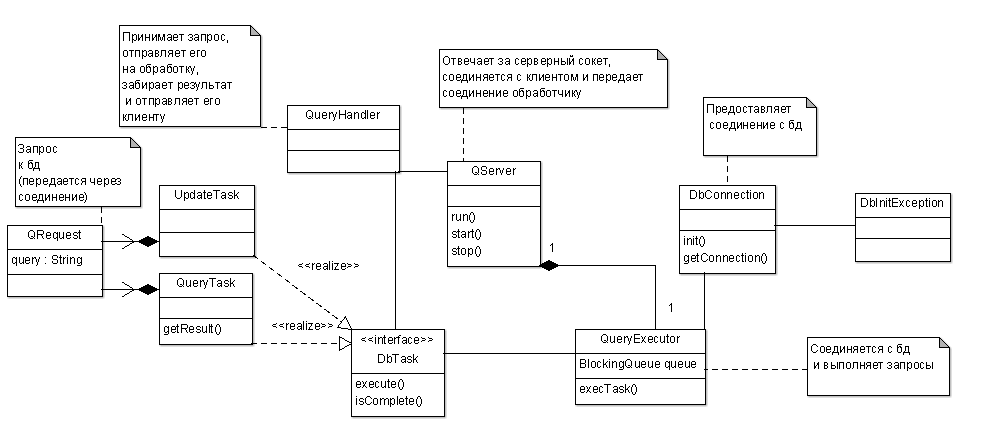 Принимает запрос,
отправляет его
на обработку,
забирает результат
и отправляет его
клиенту
QueryHandler
Отвечает за серверный сокет,
соединяется с клиентом и передает
соединение обработчику
Предоставляет
соединение с бд
Запрос
к бд
(передается через
соединение)
UpdateTask
QServer
run()
start()
stop()
DbConnection
init()
getConnection()
DbInitException
QRequest
query : String
QueryTask
getResult()
<<realize>>
<<realize>>
1
1
<<interface>>
DbTask
execute()
isComplete()
QueryExecutor
BlockingQueue queue
execTask()
Соединяется с бд
и выполняет запросы